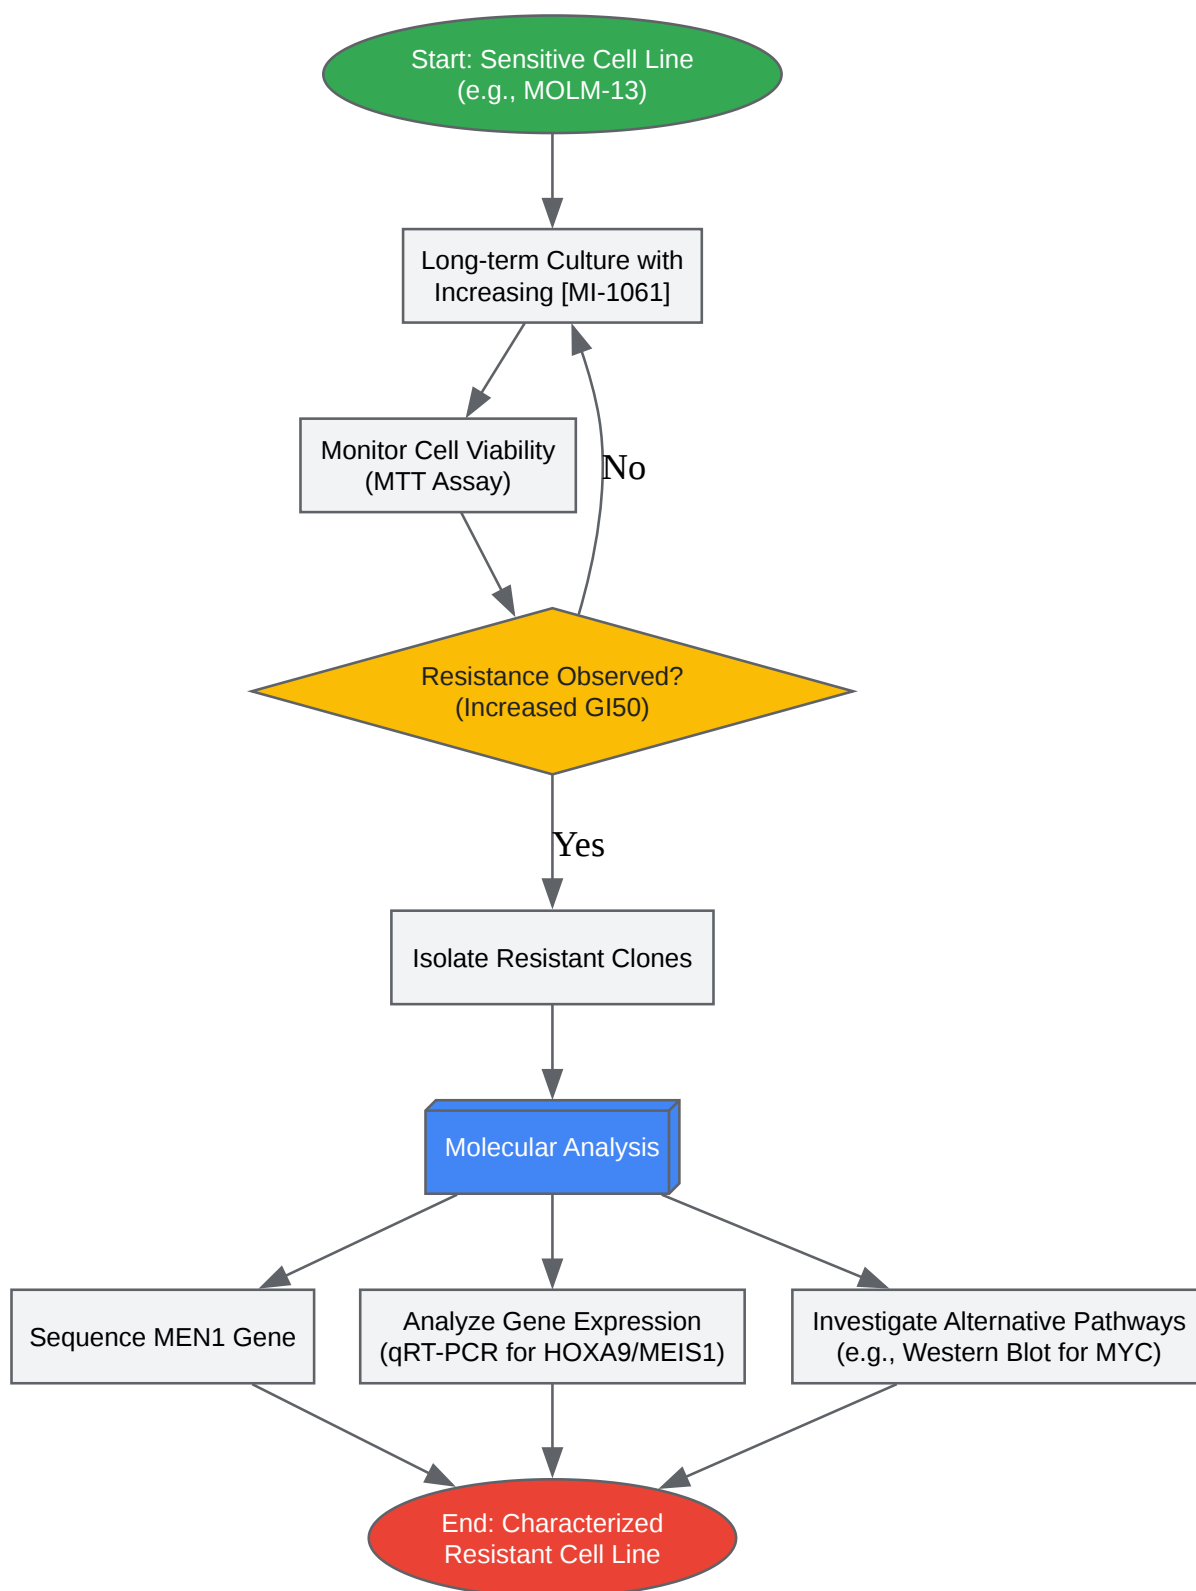 Start: Sensitive Cell Line
(e.g., MOLM-13)
Long-term Culture with
Increasing [MI-1061]
Monitor Cell Viability
(MTT Assay)
No
Resistance Observed?
(Increased GI50)
Yes
Isolate Resistant Clones
Molecular Analysis
Sequence MEN1 Gene
Analyze Gene Expression
(qRT-PCR for HOXA9/MEIS1)
Investigate Alternative Pathways
(e.g., Western Blot for MYC)
End: Characterized
Resistant Cell Line